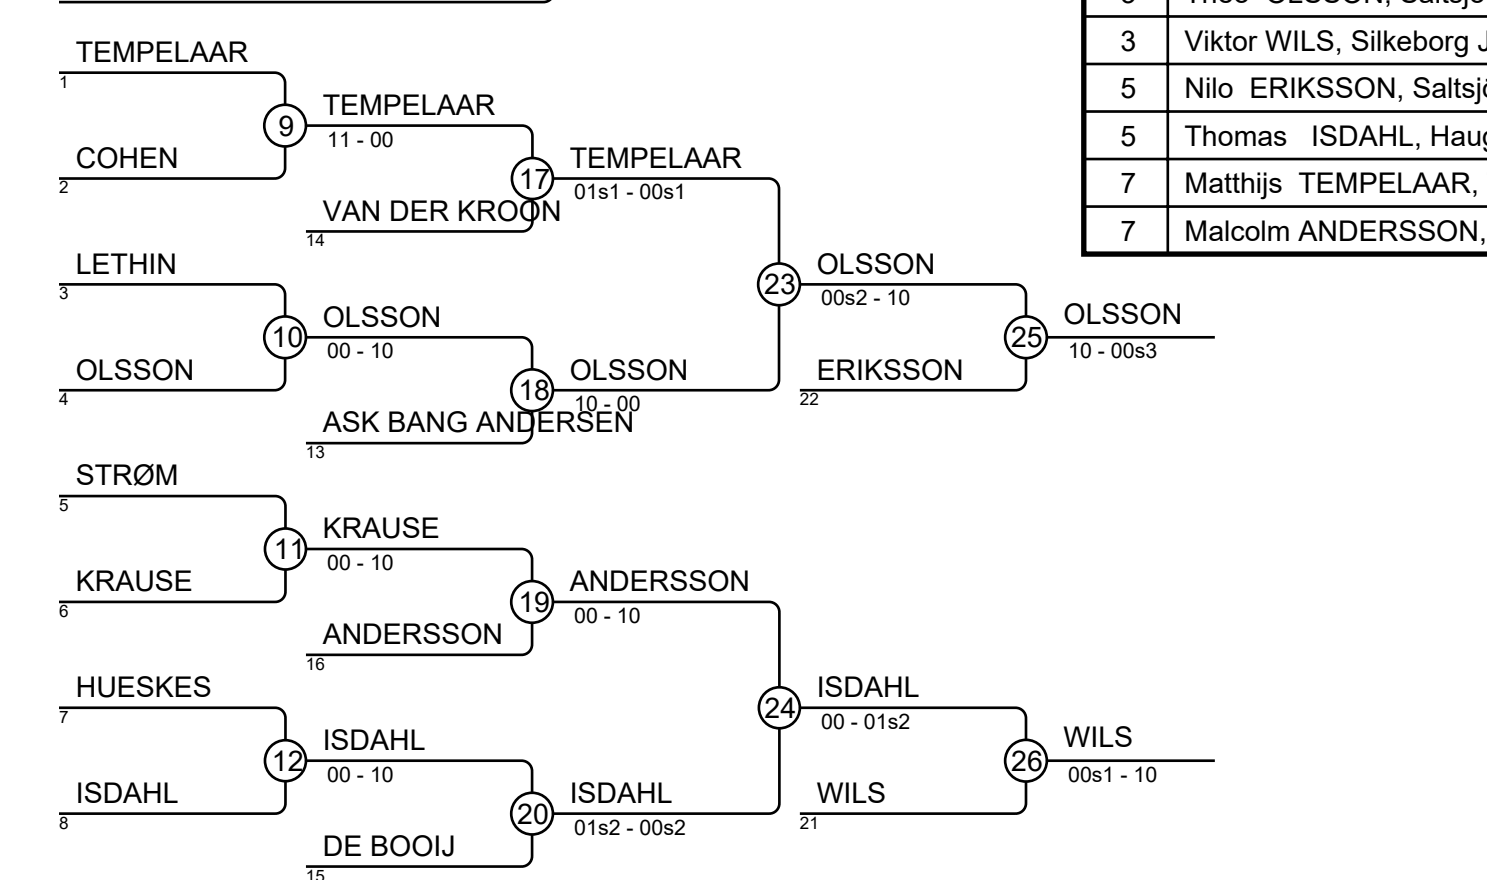 TEMPELAAR
1
9
TEMPELAAR
11 - 00
COHEN
2
17
TEMPELAAR
01s1 - 00s1
VAN DER KROON
14
LETHIN
3
23
OLSSON
00s2 - 10
10
OLSSON
00 - 10
25
OLSSON
10 - 00s3
OLSSON
4
18
OLSSON
10 - 00
ERIKSSON
22
ASK BANG ANDERSEN
13
STRØM
5
11
KRAUSE
00 - 10
KRAUSE
6
19
ANDERSSON
00 - 10
ANDERSSON
16
HUESKES
7
24
ISDAHL
00 - 01s2
12
ISDAHL
00 - 10
26
WILS
00s1 - 10
ISDAHL
8
20
ISDAHL
01s2 - 00s2
WILS
21
DE BOOIJ
15
3 Viktor WILS, Silkeborg
5 Nilo ERIKSSON, Saltsjö
5 Thomas ISDAHL, Haug
7 Matthijs TEMPELAAR,
7 Malcolm ANDERSSON,